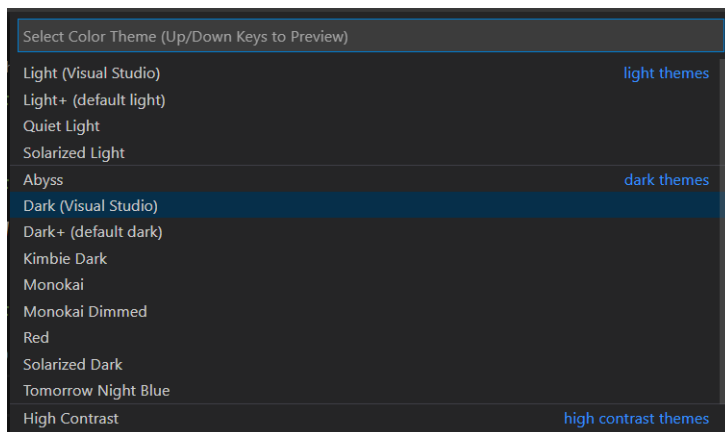 Select Color Theme (Up/Down Keys to Preview)
Light (Visual Studio) light themes
Light+ (default light)
Quiet Light
Solarized Light
Abyss dark themes
Dark (Visual Studio)
Dark+ (default dark)
Kimbie Dark
Monokai
Monokai Dimmed
Red
Solarized Dark
Tomorrow Night Blue
High Contrast high contrast themes